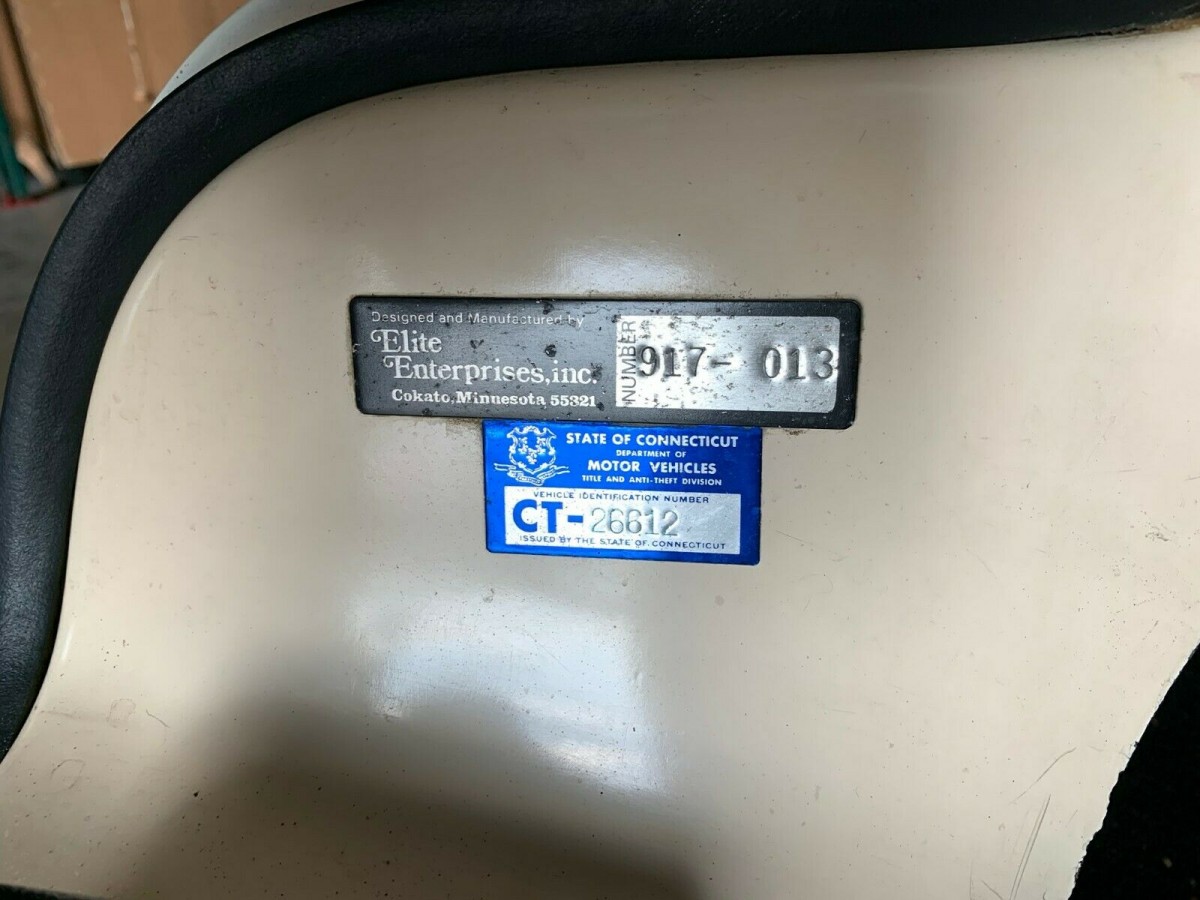 Designed and Manufactured by
Elite
Enterprises, inc.
Cokato, Minnesota 55321
NUMBER
917- 013
STATE OF CONNECTICUT
DEPARTMENT OF
MOTOR VEHICLES
TITLE AND ANTI-THEFT DIVISION
VEHICLE IDENTIFICATION NUMBER
CT-26612
ISSUED BY THE STATE OF CONNECTICUT